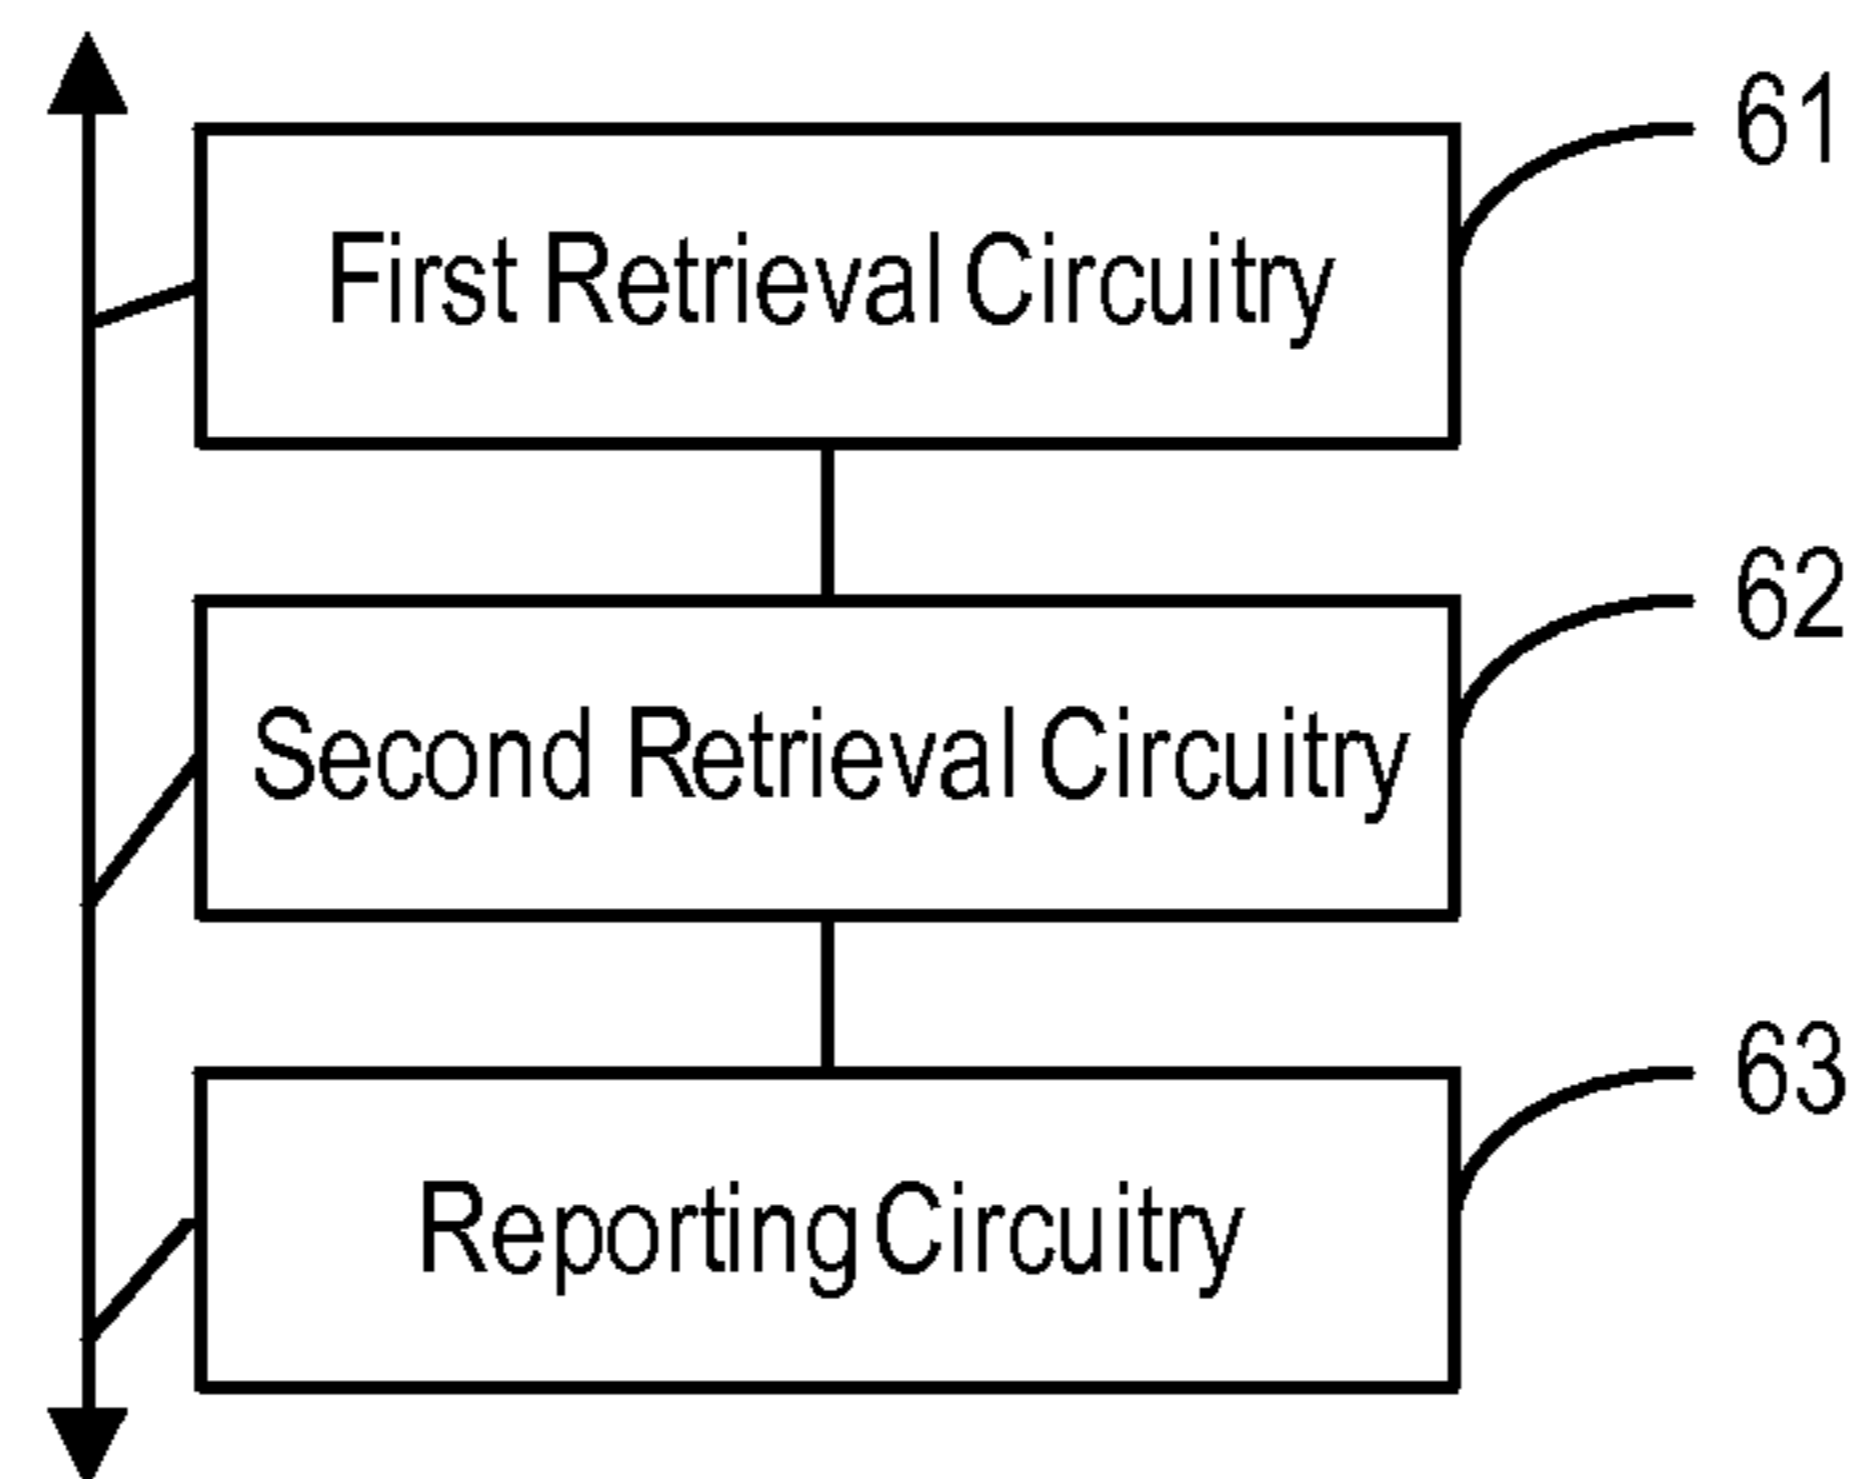 61
First Retrieval Circuitry
62
Second Retrieval Circuitry
63
Reporting Circuitry